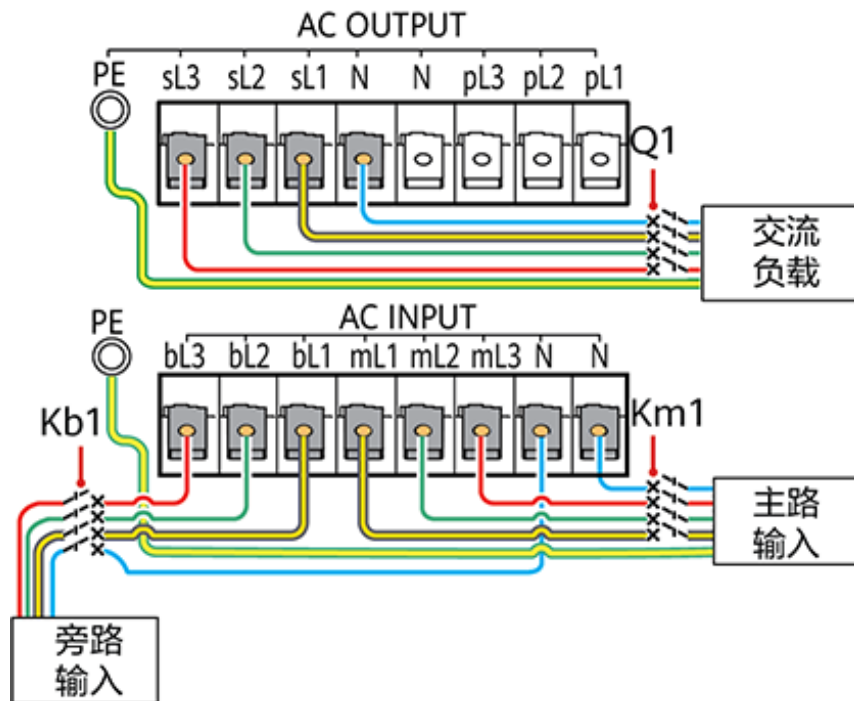 AC OUTPUT
PE sL3 sL2 sL1 N N pL3 pL2 pL1
Q1
交流
负载
AC INPUT
PE
bL3 bL2 bL1 mL1 mL2 mL3 N N
Kb1
Km1
主路
输入
旁路
输入